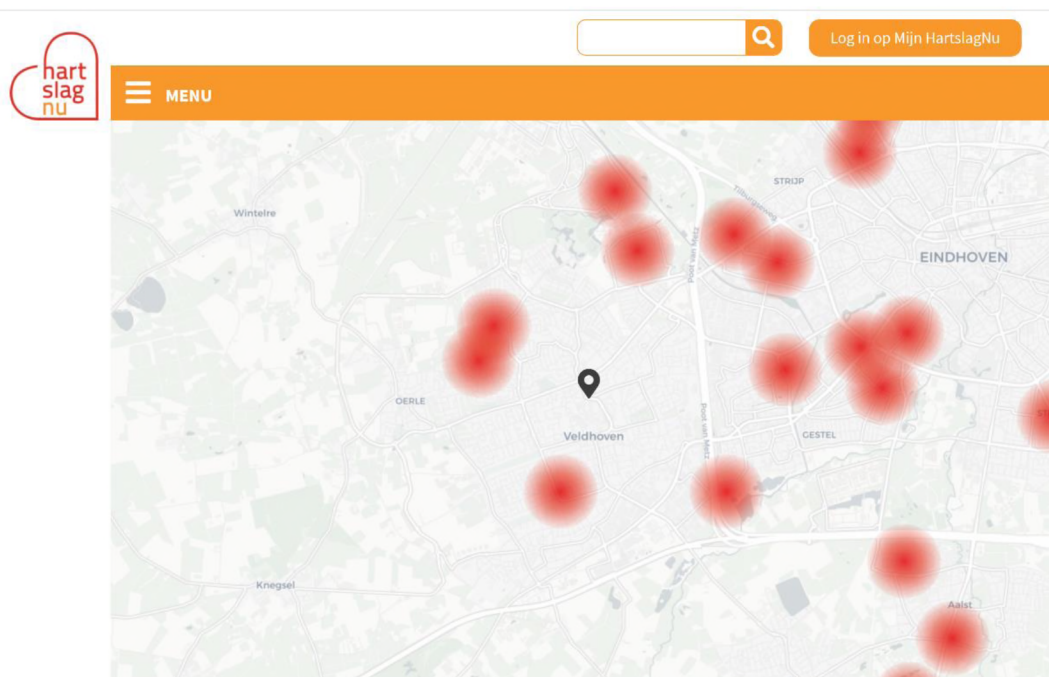 hart
slag
nu
Log in op Mijn HartslagNu
MENU
STRIJP
Tilburgseweg
Wintelre
Poot van Metz
EINDHOVEN
OERLE
Poot van Metz
Veldhoven
GESTEL
Knegsel
Aalst